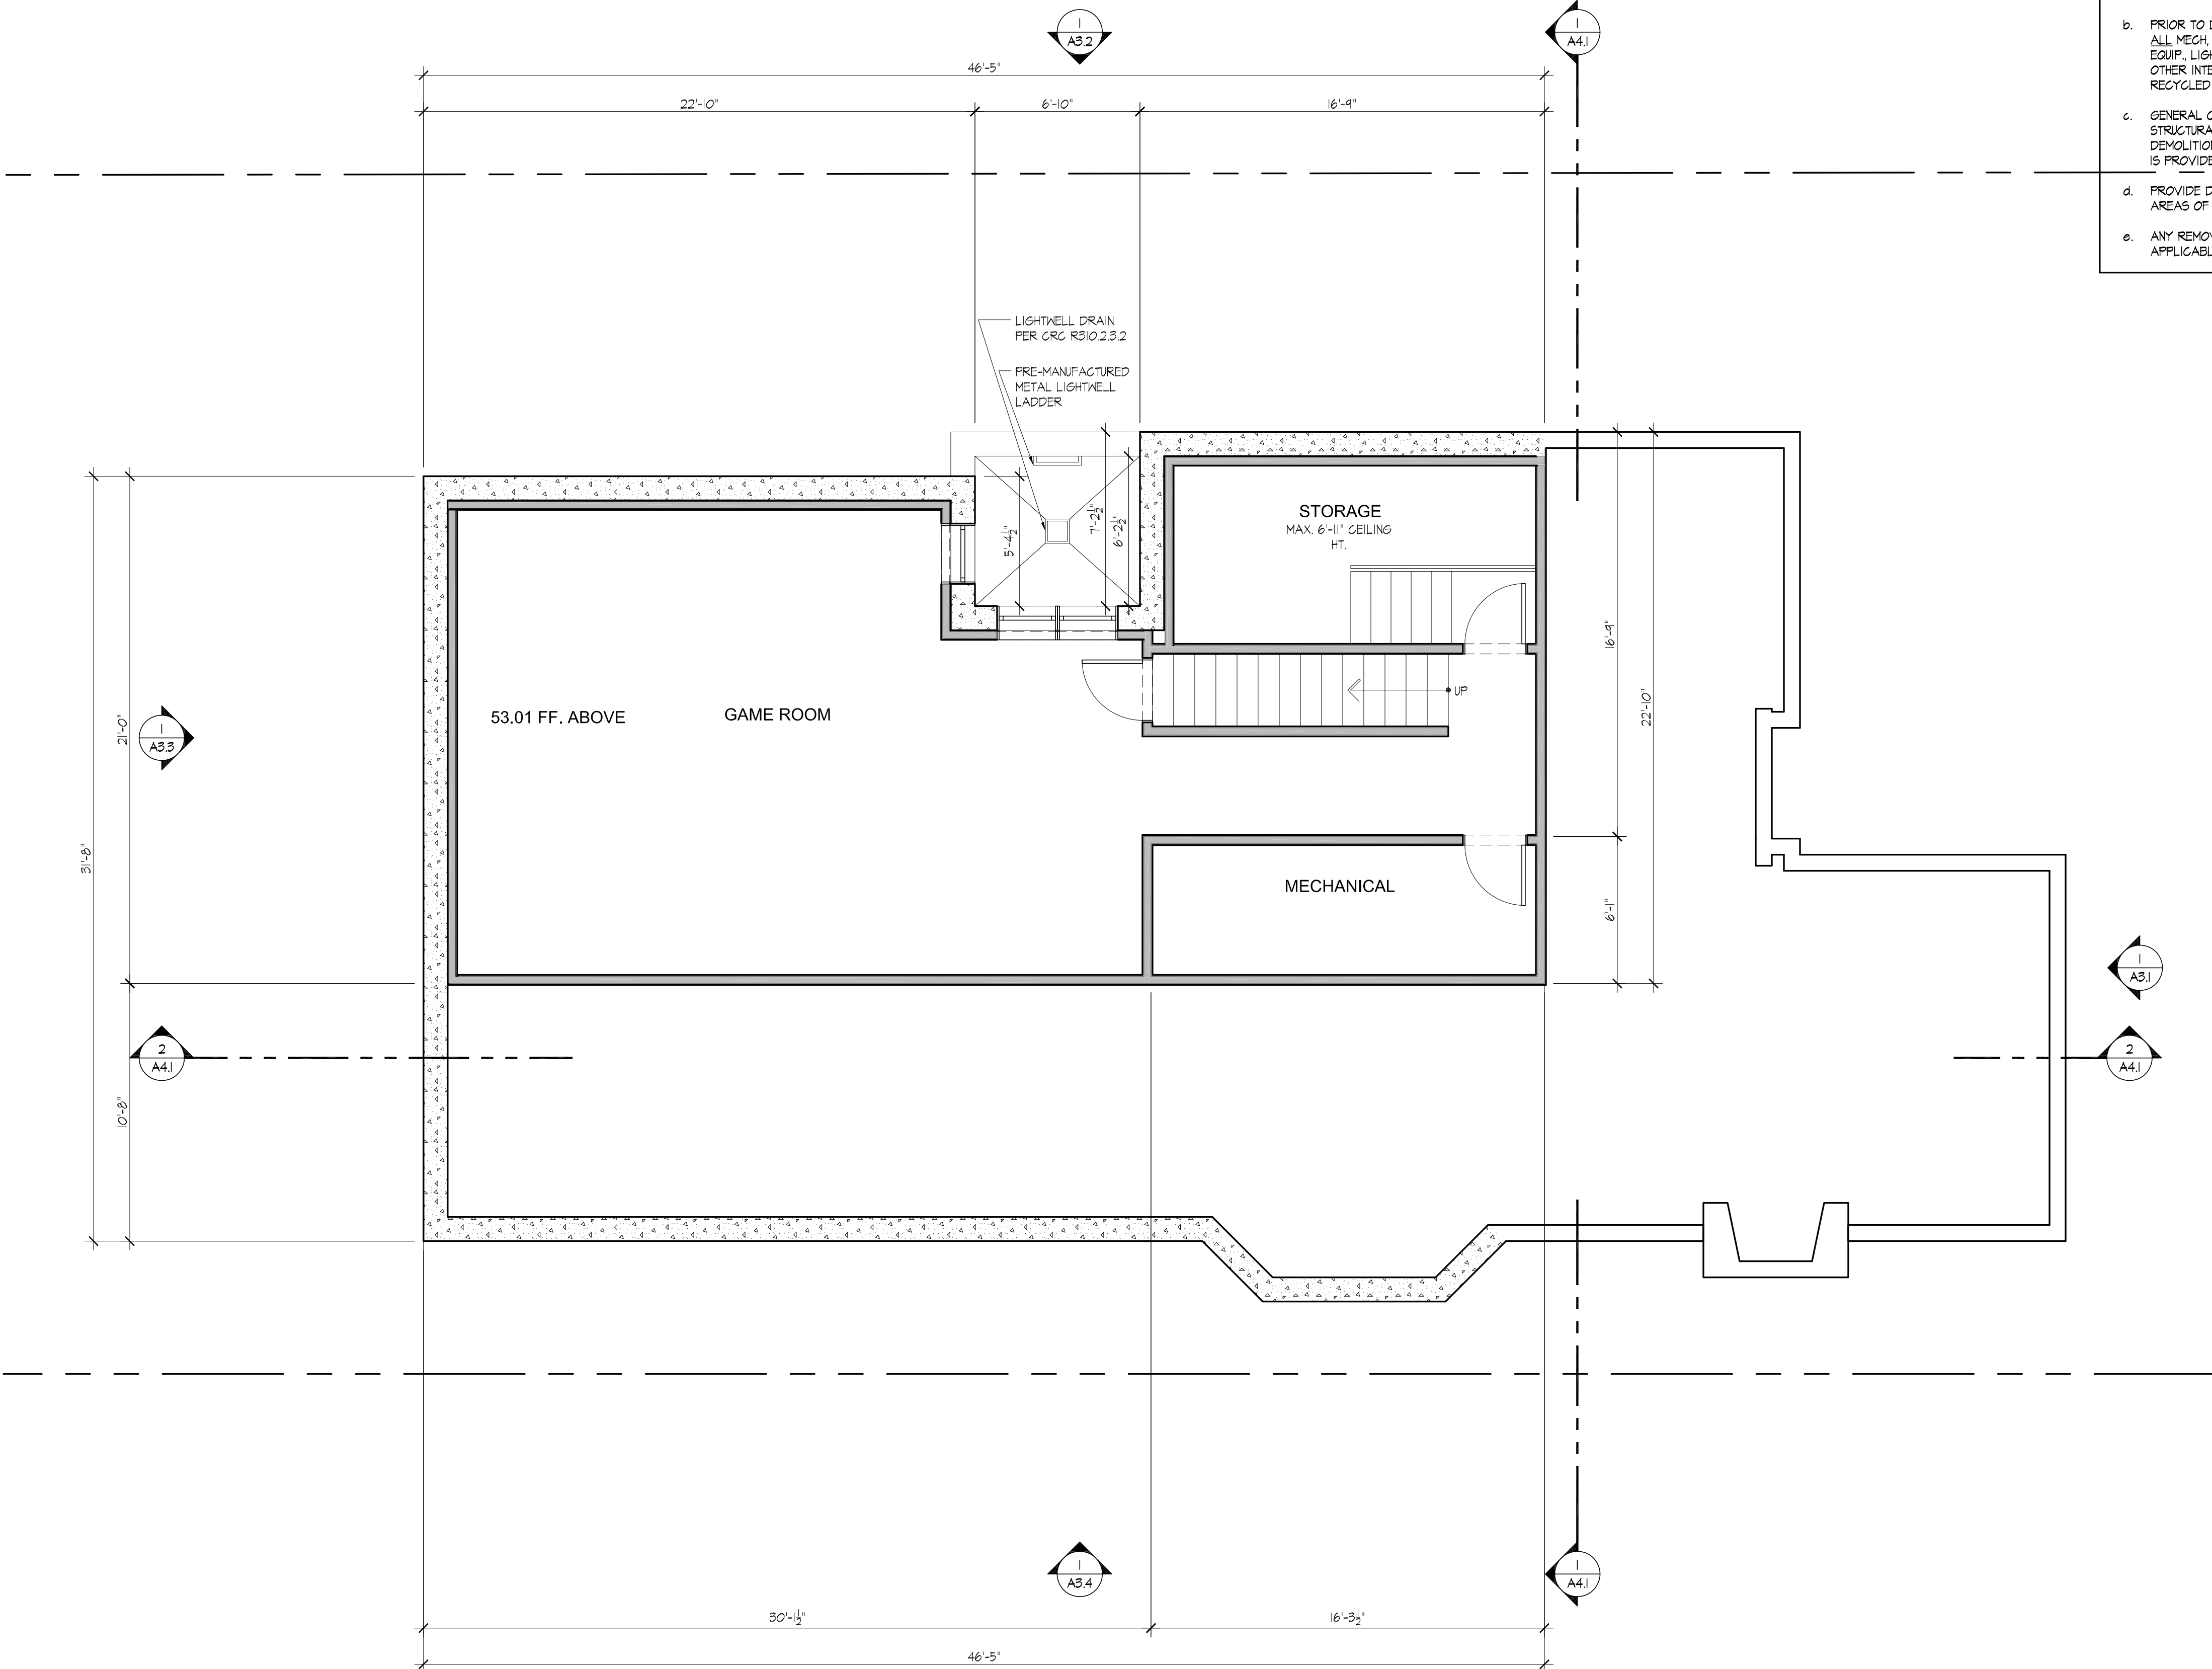 1
A3.2
1
A4.1
46'-5"
22'-10"
6'-10"
16'-9"
b. PRIOR TO
ALL MECH,
EQUIP., LIGH
OTHER INTE
RECYCLED
c. GENERAL
STRUCTURA
DEMOLITION
IS PROVIDE
d. PROVIDE
AREAS OF
e. ANY REMOV
APPLICABL
LIGHTWELL DRAIN
PER CRC R310.2.3.2
PRE-MANUFACTURED
METAL LIGHTWELL
LADDER
5'-4½"
7'-2½"
6'-2½"
STORAGE
MAX. 6'-11" CEILING
HT.
UP
53.01 FF. ABOVE
GAME ROOM
MECHANICAL
16'-9"
22'-10"
6'-1"
21'-0"
31'-8"
10'-8"
1
A3.3
2
A4.1
1
A3.1
2
A4.1
1
A3.4
1
A4.1
30'-1½"
16'-3½"
46'-5"